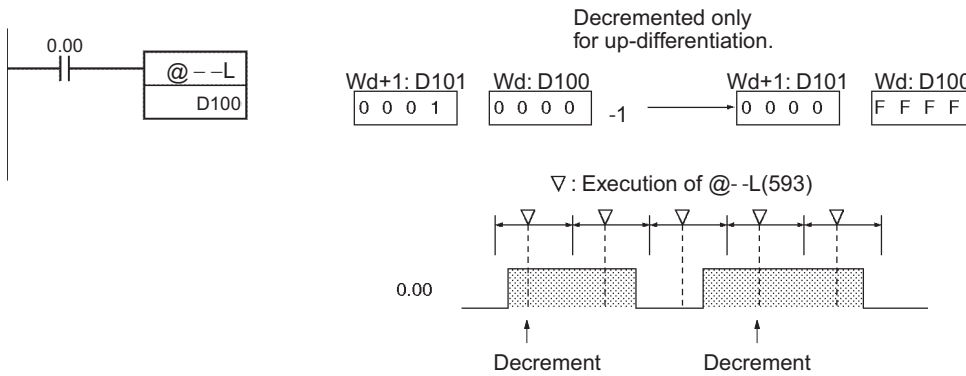 Decremented only
for up-differentiation.
0.00
@ – –L
D100
Wd+1: D101 Wd: D100 Wd+1: D101 Wd: D100
0 0 0 1 0 0 0 0 -1 0 0 0 0 F F F F
▽ : Execution of @- -L(593)
0.00
Decrement Decrement